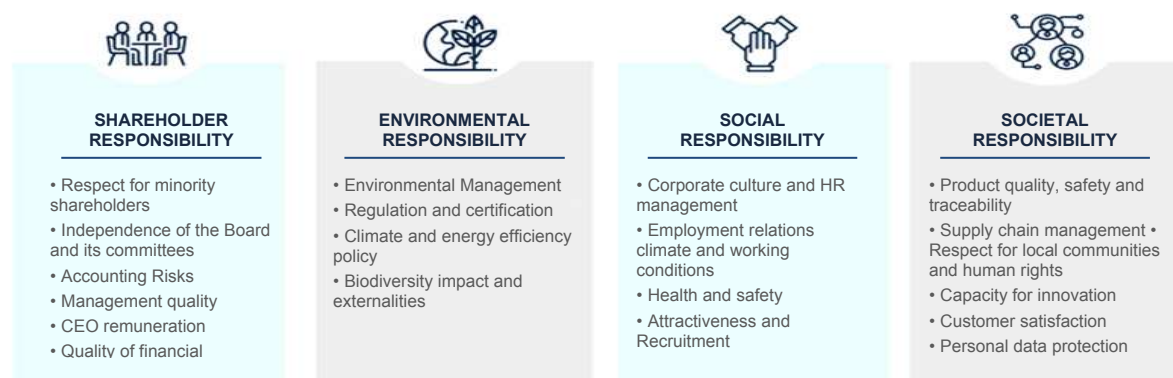 SHAREHOLDER
RESPONSIBILITY
• Respect for minority
shareholders
• Independence of the Board
and its committees
• Accounting Risks
• Management quality
• CEO remuneration
• Quality of financial
ENVIRONMENTAL
RESPONSIBILITY
• Environmental Management
• Regulation and certification
• Climate and energy efficiency
policy
• Biodiversity impact and
externalities
SOCIAL
RESPONSIBILITY
• Corporate culture and HR
management
• Employment relations
climate and working
conditions
• Health and safety
• Attractiveness and
Recruitment
SOCIETAL
RESPONSIBILITY
• Product quality, safety and
traceability
• Supply chain management •
Respect for local communities
and human rights
• Capacity for innovation
• Customer satisfaction
• Personal data protection